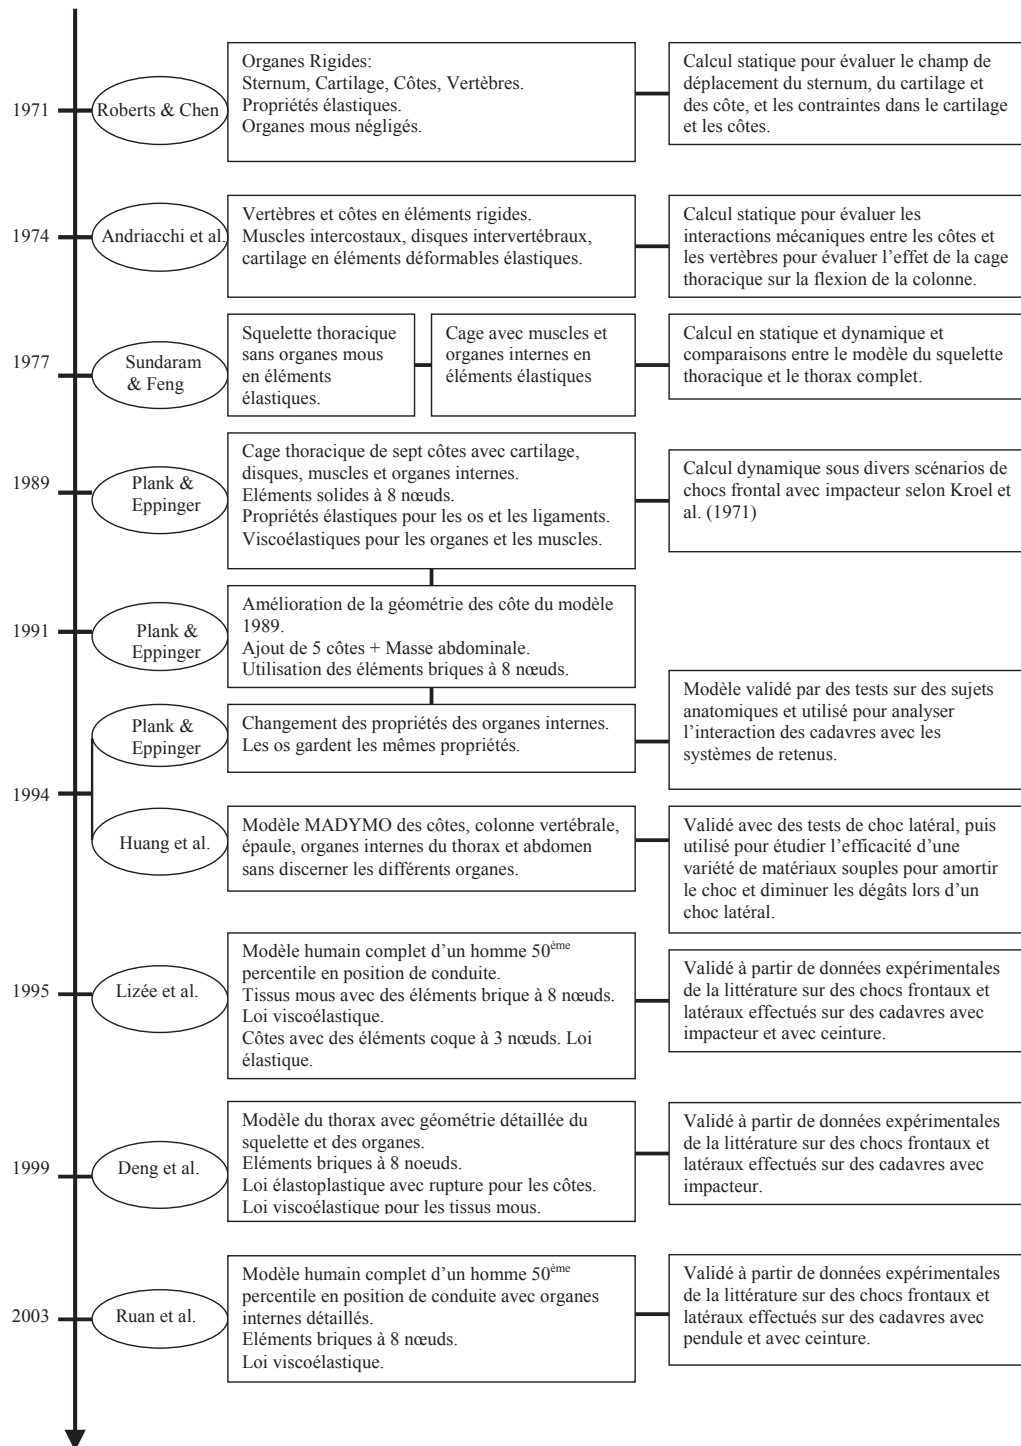 1971
Roberts & Chen
Organes Rigides:
Sternum, Cartilage, Côtes, Vertèbres.
Propriétés élastiques.
Organes mous négligés.
Calcul statique pour évaluer le champ de
déplacement du sternum, du cartilage et
des côte, et les contraintes dans le cartilage
et les côtes.
1974
Andriacchi et al.
Vertèbres et côtes en éléments rigides.
Muscles intercostaux, disques intervertébraux,
cartilage en éléments déformables élastiques.
Calcul statique pour évaluer les
interactions mécaniques entre les côtes et
les vertèbres pour évaluer l’effet de la cage
thoracique sur la flexion de la colonne.
1977
Sundaram
& Feng
Squelette thoracique
sans organes mous
en éléments
élastiques.
Cage avec muscles et
organes internes en
éléments élastiques
Calcul en statique et dynamique et
comparaisons entre le modèle du squelette
thoracique et le thorax complet.
1989
Plank &
Eppinger
Cage thoracique de sept côtes avec cartilage,
disques, muscles et organes internes.
Eléments solides à 8 nœuds.
Propriétés élastiques pour les os et les ligaments.
Viscoélastiques pour les organes et les muscles.
Calcul dynamique sous divers scénarios de
chocs frontal avec impacteur selon Kroel et
al. (1971)
1991
Plank &
Eppinger
Amélioration de la géométrie des côte du modèle
1989.
Ajout de 5 côtes + Masse abdominale.
Utilisation des éléments briques à 8 nœuds.
1994
Plank &
Eppinger
Changement des propriétés des organes internes.
Les os gardent les mêmes propriétés.
Modèle validé par des tests sur des sujets
anatomiques et utilisé pour analyser
l’interaction des cadavres avec les
systèmes de retenus.
Huang et al.
Modèle MADYMO des côtes, colonne vertébrale,
épaule, organes internes du thorax et abdomen
sans discerner les différents organes.
Validé avec des tests de choc latéral, puis
utilisé pour étudier l’efficacité d’une
variété de matériaux souples pour amortir
le choc et diminuer les dégâts lors d’un
choc latéral.
1995
Lizée et al.
Modèle humain complet d’un homme 50ème
percentile en position de conduite.
Tissus mous avec des éléments brique à 8 nœuds.
Loi viscoélastique.
Côtes avec des éléments coque à 3 nœuds. Loi
élastique.
Validé à partir de données expérimentales
de la littérature sur des chocs frontaux et
latéraux effectués sur des cadavres avec
impacteur et avec ceinture.
1999
Deng et al.
Modèle du thorax avec géométrie détaillée du
squelette et des organes.
Eléments briques à 8 noeuds.
Loi élastoplastique avec rupture pour les côtes.
Loi viscoélastique pour les tissus mous.
Validé à partir de données expérimentales
de la littérature sur des chocs frontaux et
latéraux effectués sur des cadavres avec
impacteur.
2003
Ruan et al.
Modèle humain complet d’un homme 50ème
percentile en position de conduite avec organes
internes détaillés.
Eléments briques à 8 nœuds.
Loi viscoélastique.
Validé à partir de données expérimentales
de la littérature sur des chocs frontaux et
latéraux effectués sur des cadavres avec
pendule et avec ceinture.